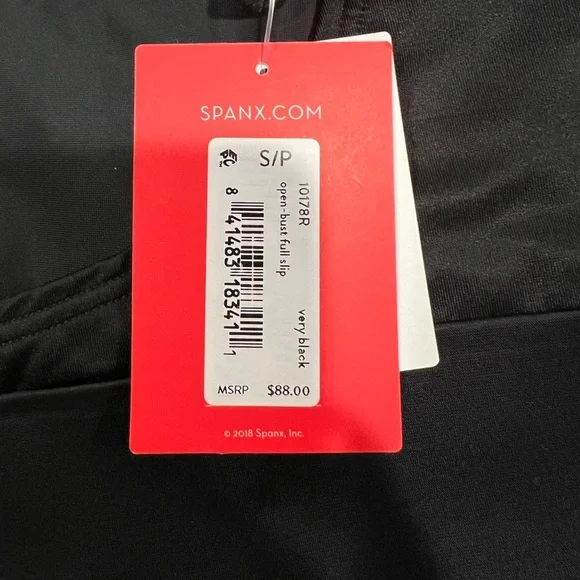 SPANX.COM
S/P
10178R
open-bust full slip
very black
8 41483 18341 1
MSRP $88.00
© 2018 Spanx, Inc.